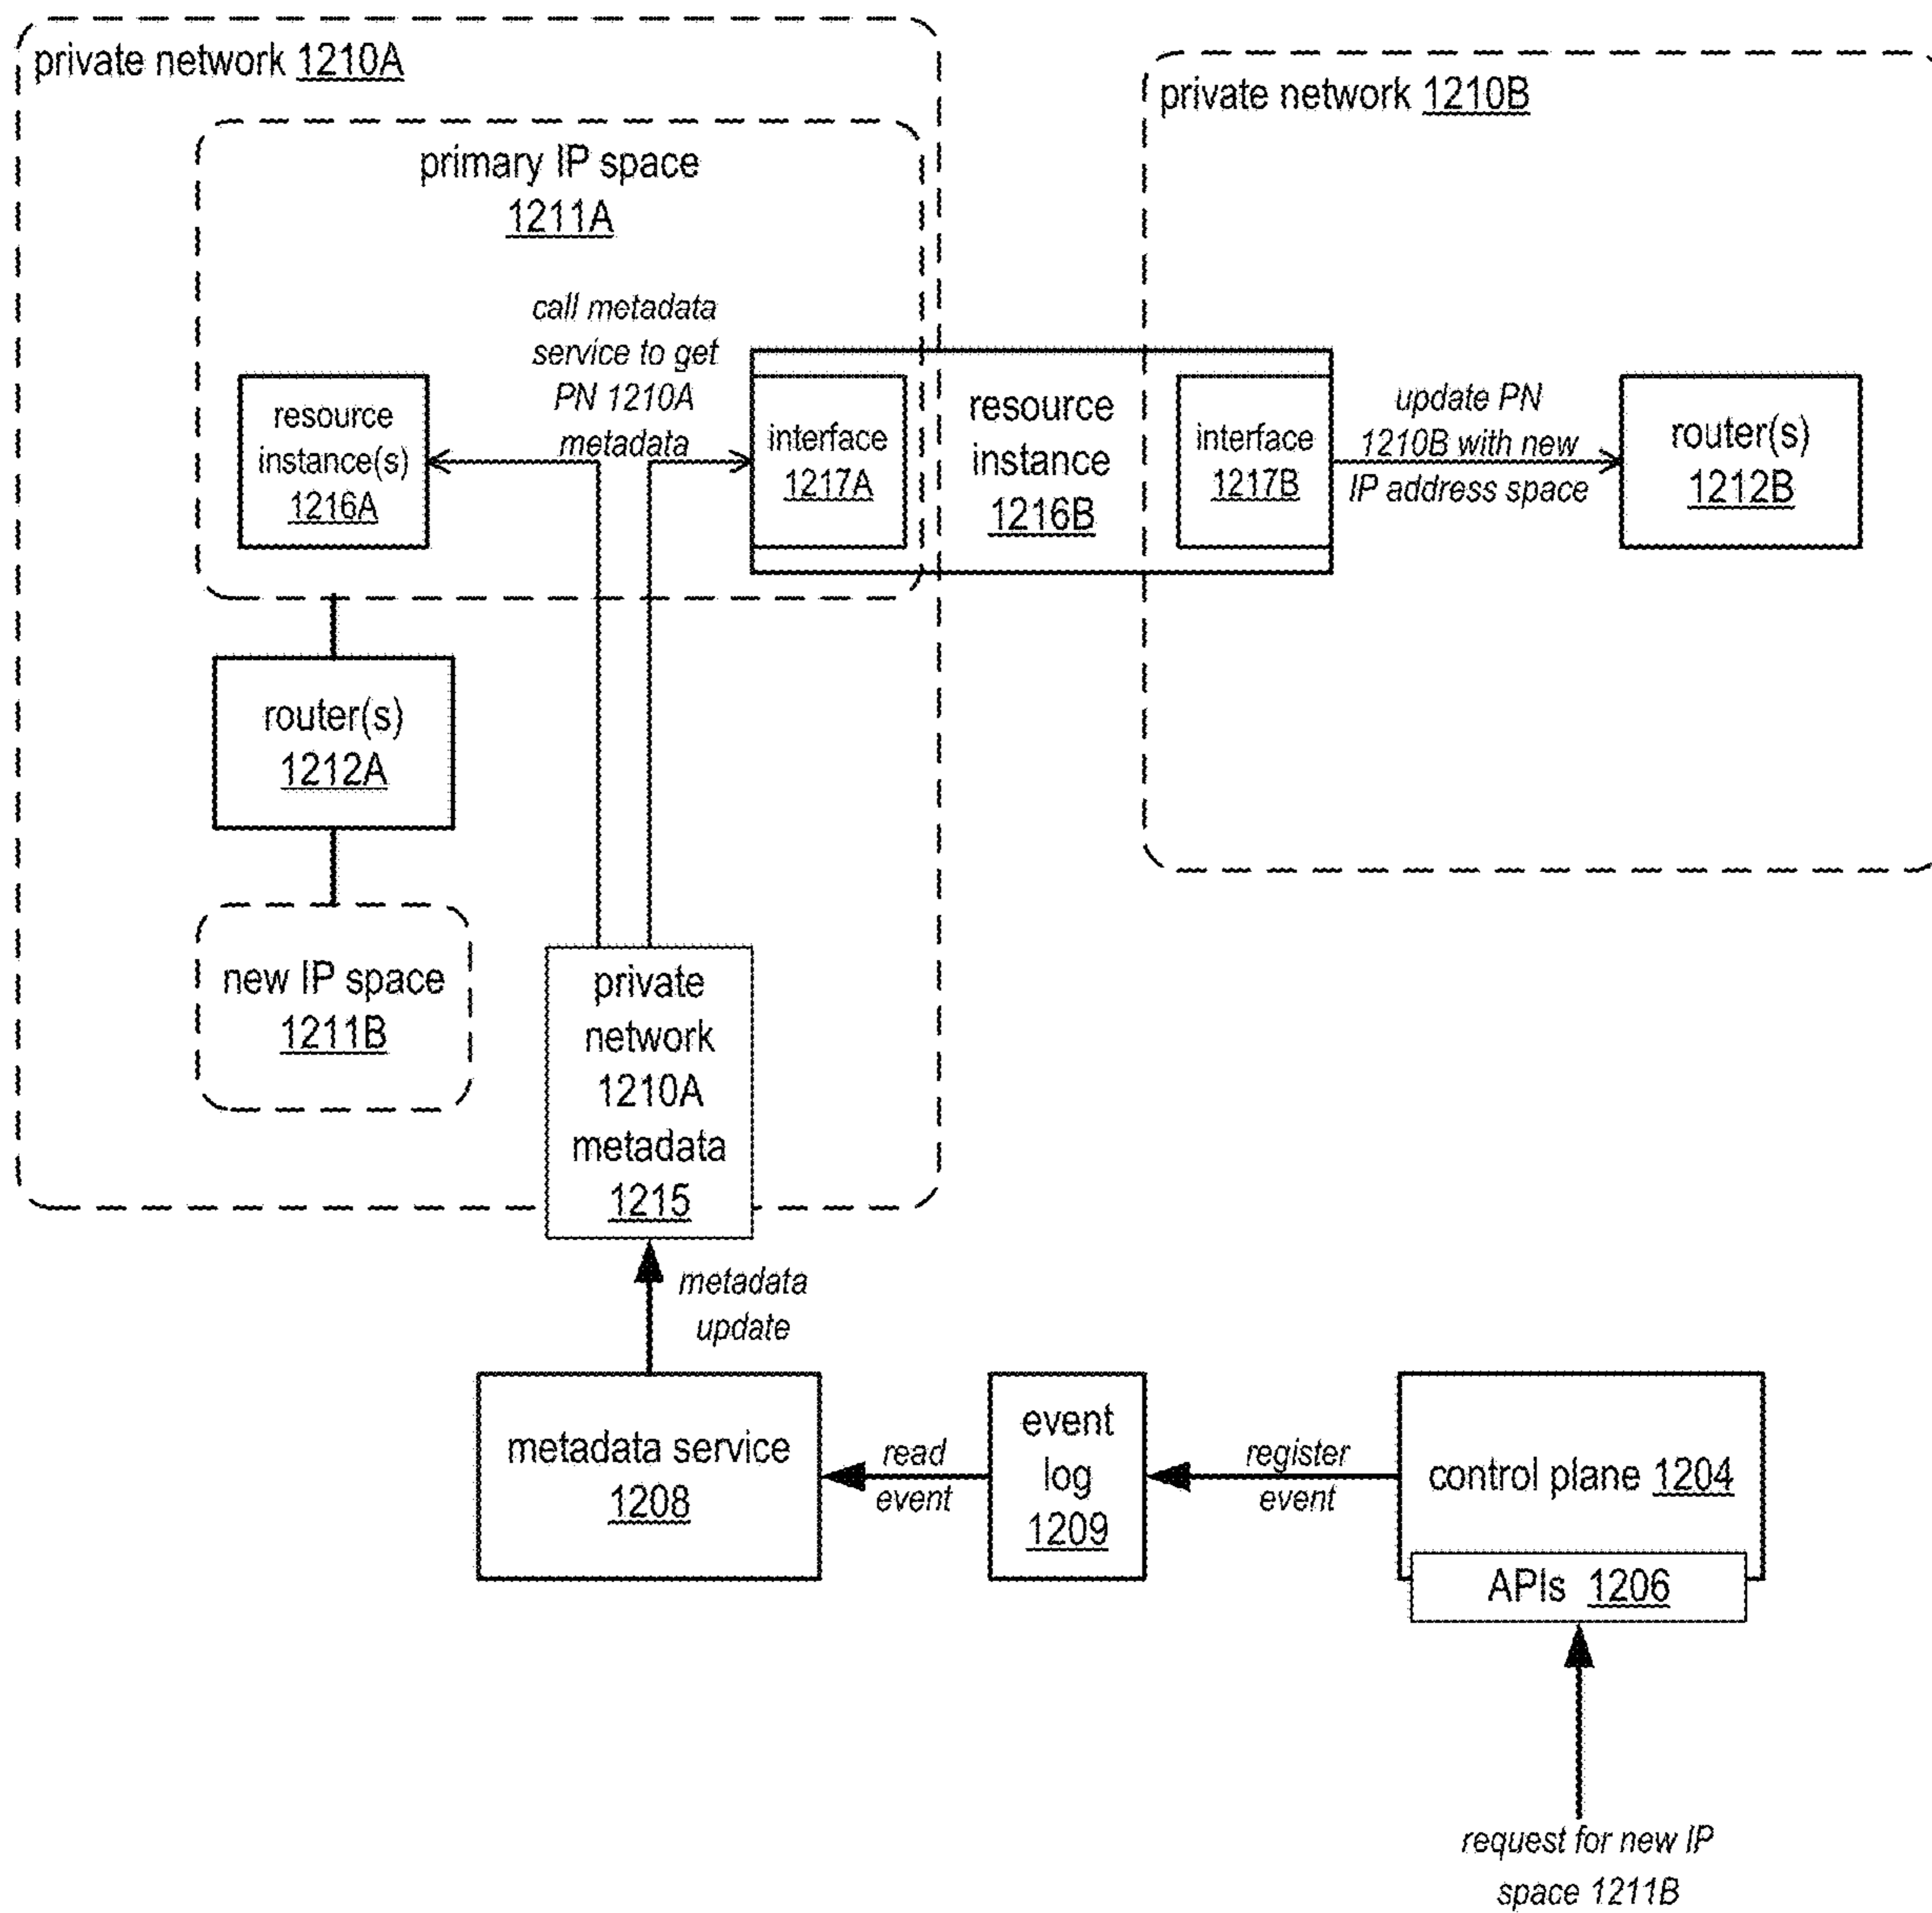 private network 1210A
private network 1210B
primary IP space
1211A
call metadata
service to get
PN 1210A
metadata
resource
instance(s)
1216A
interface
1217A
resource
instance
1216B
interface
1217B
update PN
1210B with new
IP address space
router(s)
1212B
router(s)
1212A
new IP space
1211B
private
network
1210A
metadata
1215
metadata
update
metadata service
1208
read
event
event
log
1209
register
event
control plane 1204
APIs 1206
request for new IP
space 1211B